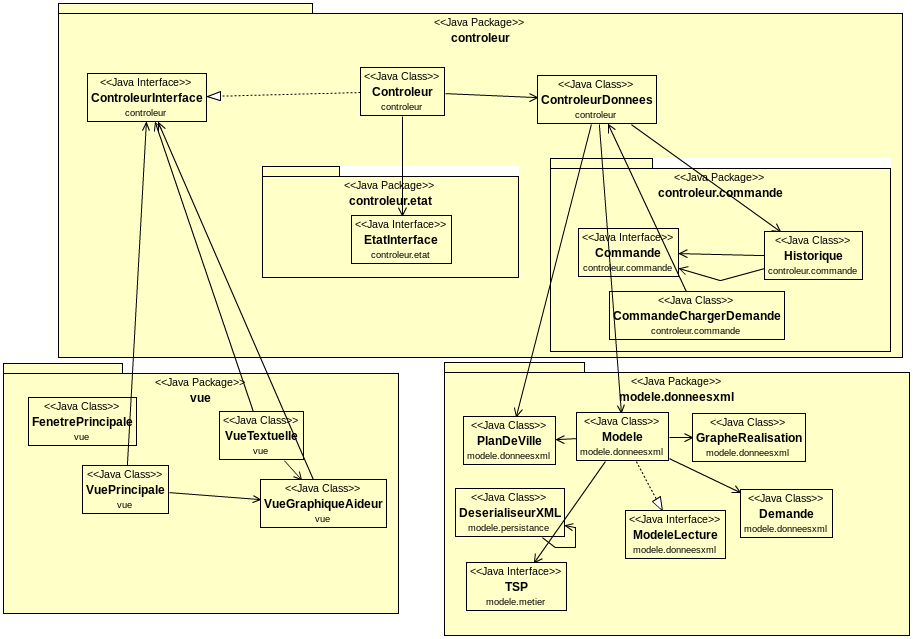 <<Java Package>>
controleur
<<Java Interface>>
ControleurInterface
controleur
<<Java Class>>
Controleur
controleur
<<Java Class>>
ControleurDonnees
controleur
<<Java Package>>
controleur.etat
<<Java Interface>>
EtatInterface
controleur.etat
<<Java Package>>
controleur.commande
<<Java Interface>>
Commande
controleur.commande
<<Java Class>>
Historique
controleur.commande
<<Java Class>>
CommandeChargerDemande
controleur.commande
<<Java Package>>
vue
<<Java Class>>
FenetrePrincipale
vue
<<Java Class>>
VueTextuelle
vue
<<Java Class>>
VuePrincipale
vue
<<Java Class>>
VueGraphiqueAideur
vue
<<Java Package>>
modele.donneesxml
<<Java Class>>
PlanDeVille
modele.donneesxml
<<Java Class>>
Modele
modele.donneesxml
<<Java Class>>
GrapheRealisation
modele.donneesxml
<<Java Class>>
DeserialiseurXML
modele.persistance
<<Java Interface>>
ModeleLecture
modele.donneesxml
<<Java Class>>
Demande
modele.donneesxml
<<Java Interface>>
TSP
modele.metier